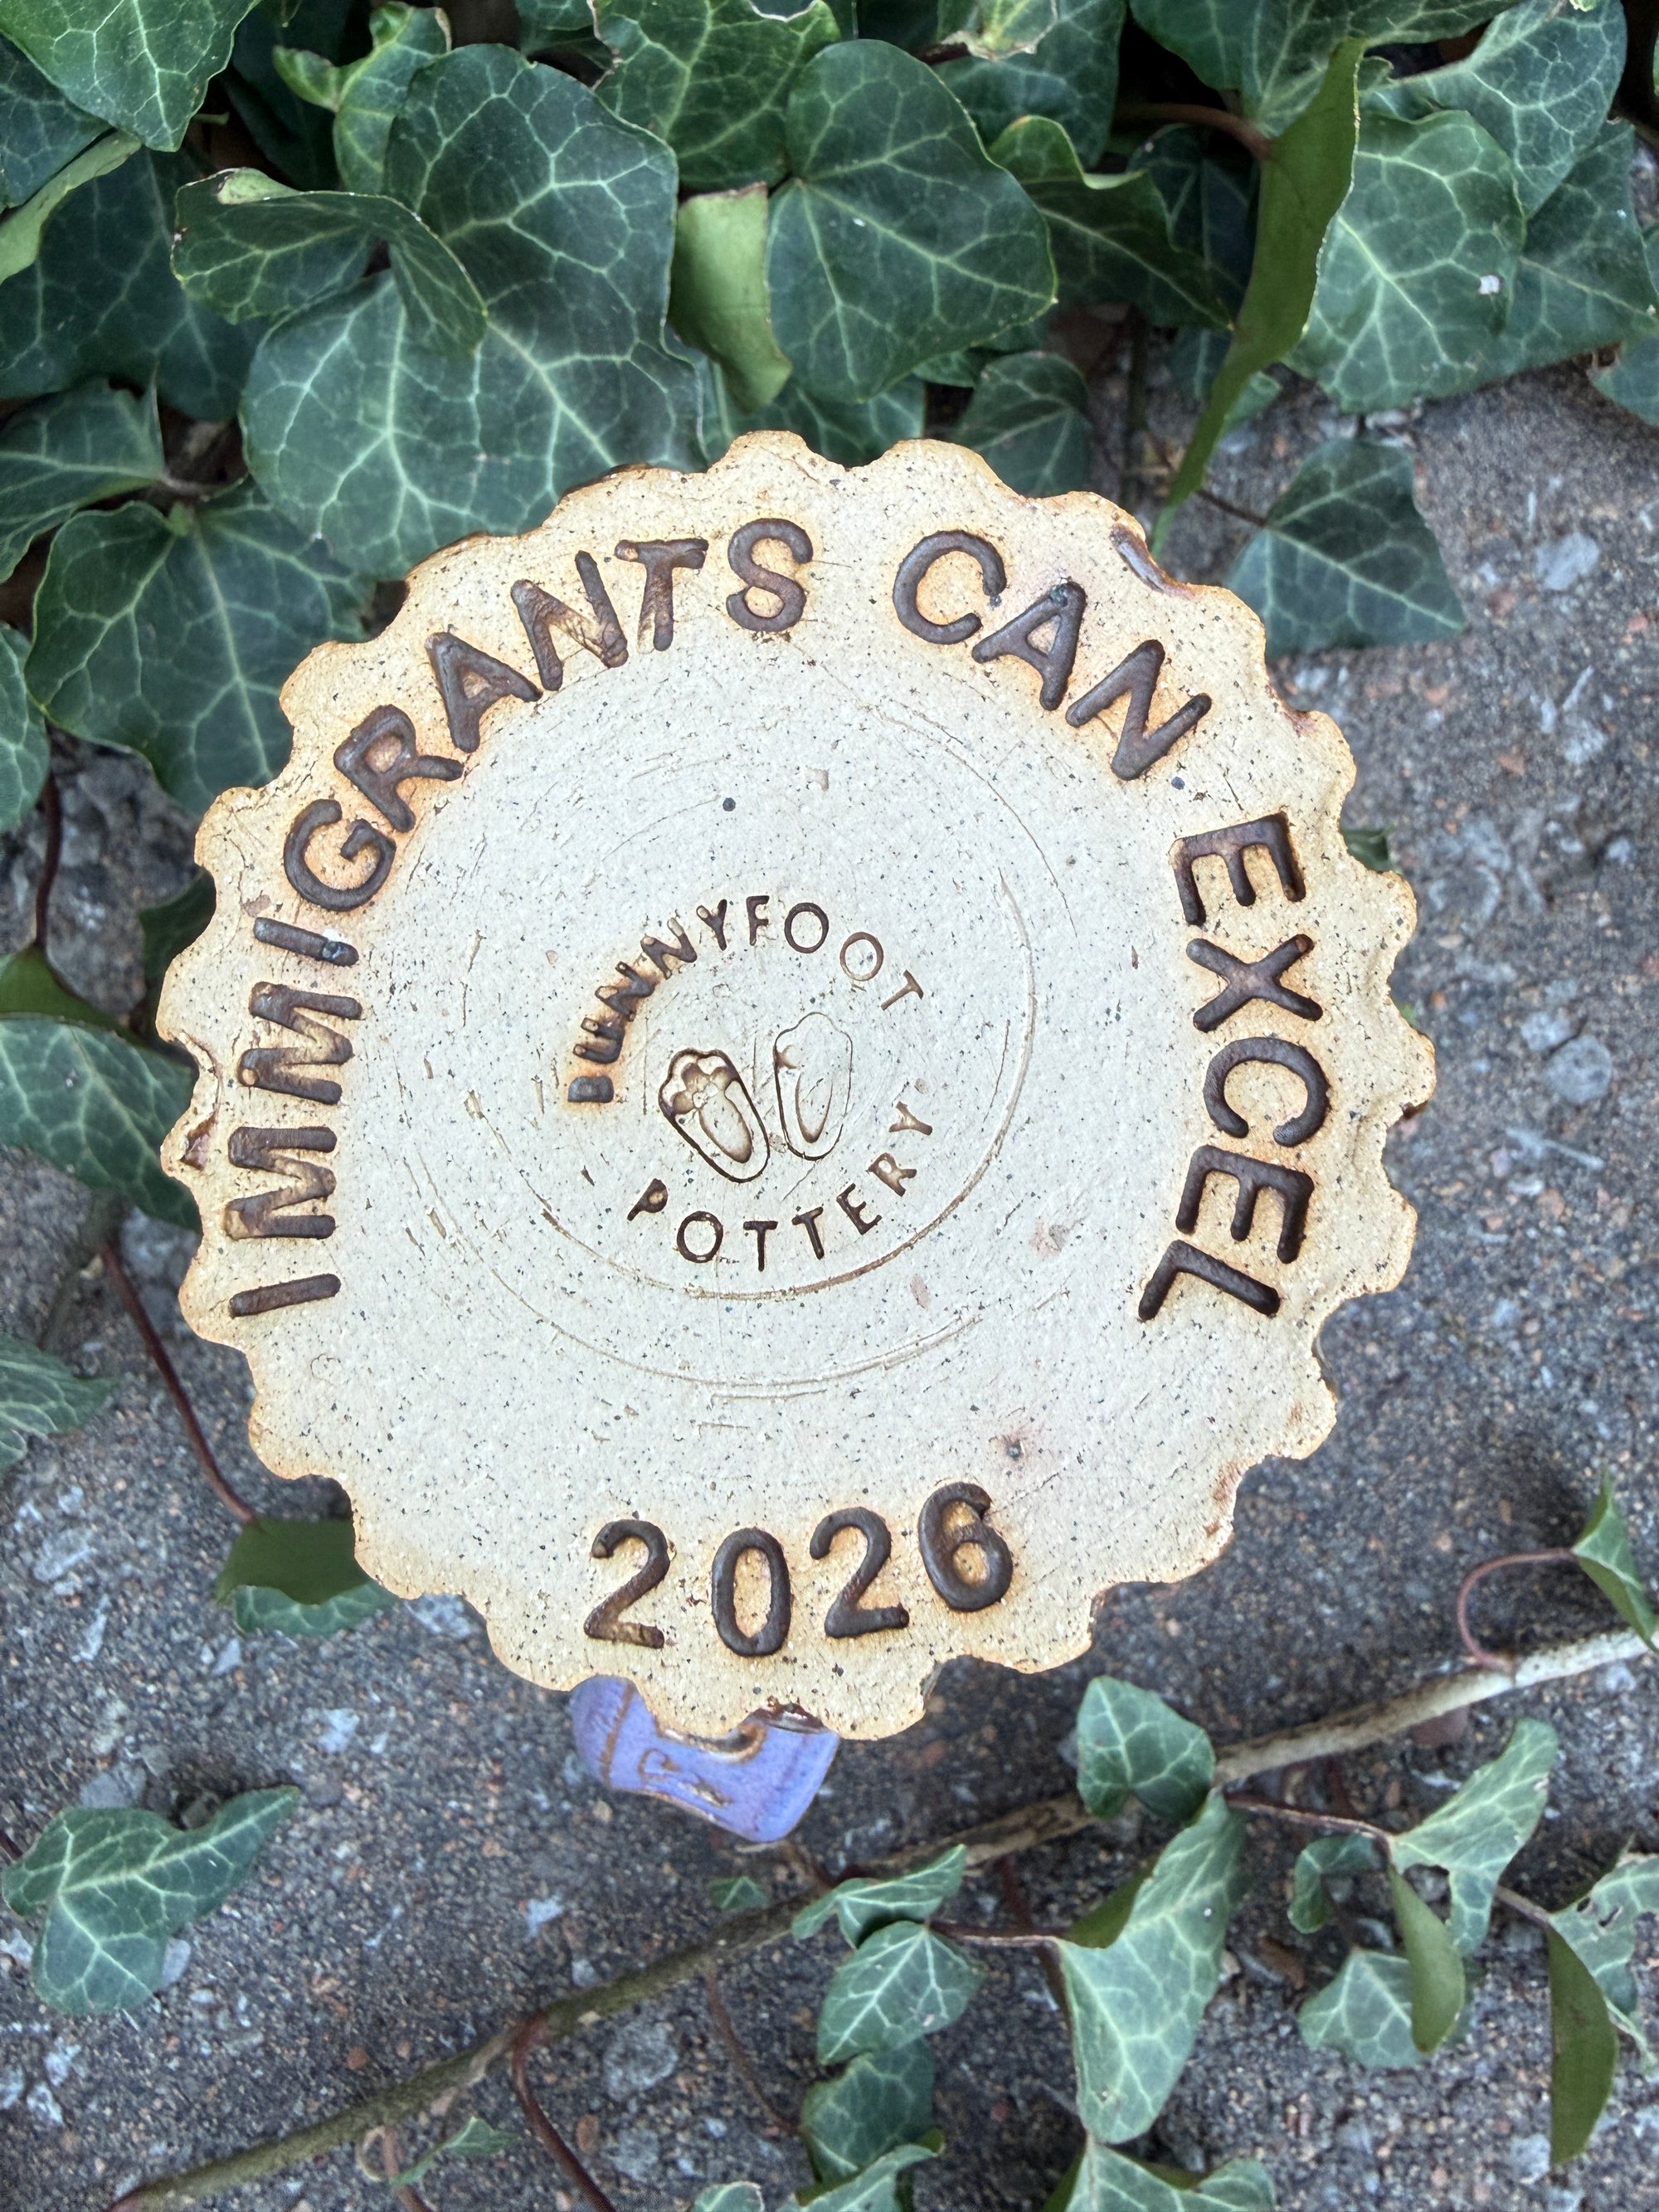 IMMIGRANTS CAN EXCEL
BUNNYFOOT
POTTERY
2026